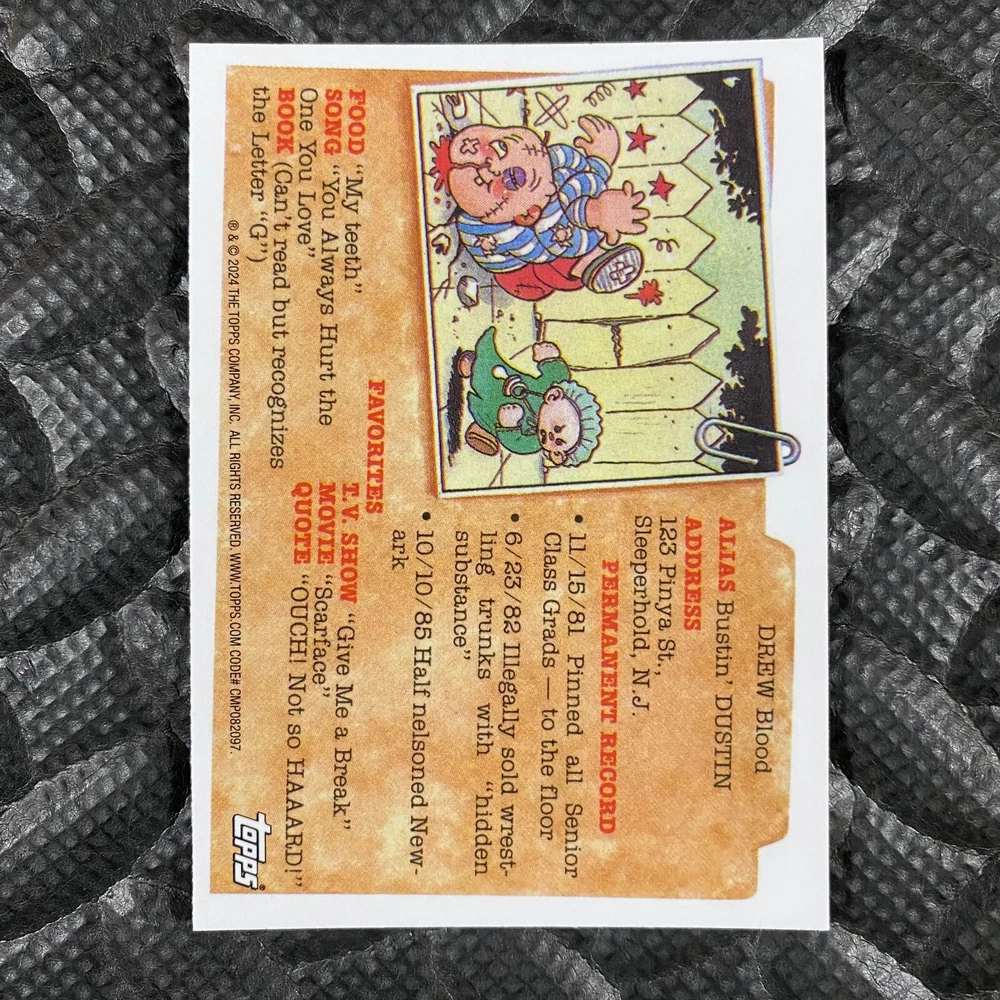 DREW Blood
ALIAS Bustin' DUSTIN
ADDRESS
123 Pinya St.,
Sleeperhold, N.J.
PERMANENT RECORD
• 11/15/81 Pinned all Senior
Class Grads — to the floor
• 6/23/82 Illegally sold wrest-
ling trunks with "hidden
substance"
• 10/10/85 Half nelsoned New-
ark
FAVORITES
FOOD "My teeth"
SONG "You Always Hurt the
One You Love"
BOOK (Can't read but recognizes
the Letter "G")
T.V. SHOW "Give Me a Break"
MOVIE "Scarface"
QUOTE "OUCH! Not so HAAARD!"
® & © 2024 THE TOPPS COMPANY, INC. ALL RIGHTS RESERVED. WWW.TOPPS.COM CODE# CMP082097.
topps®